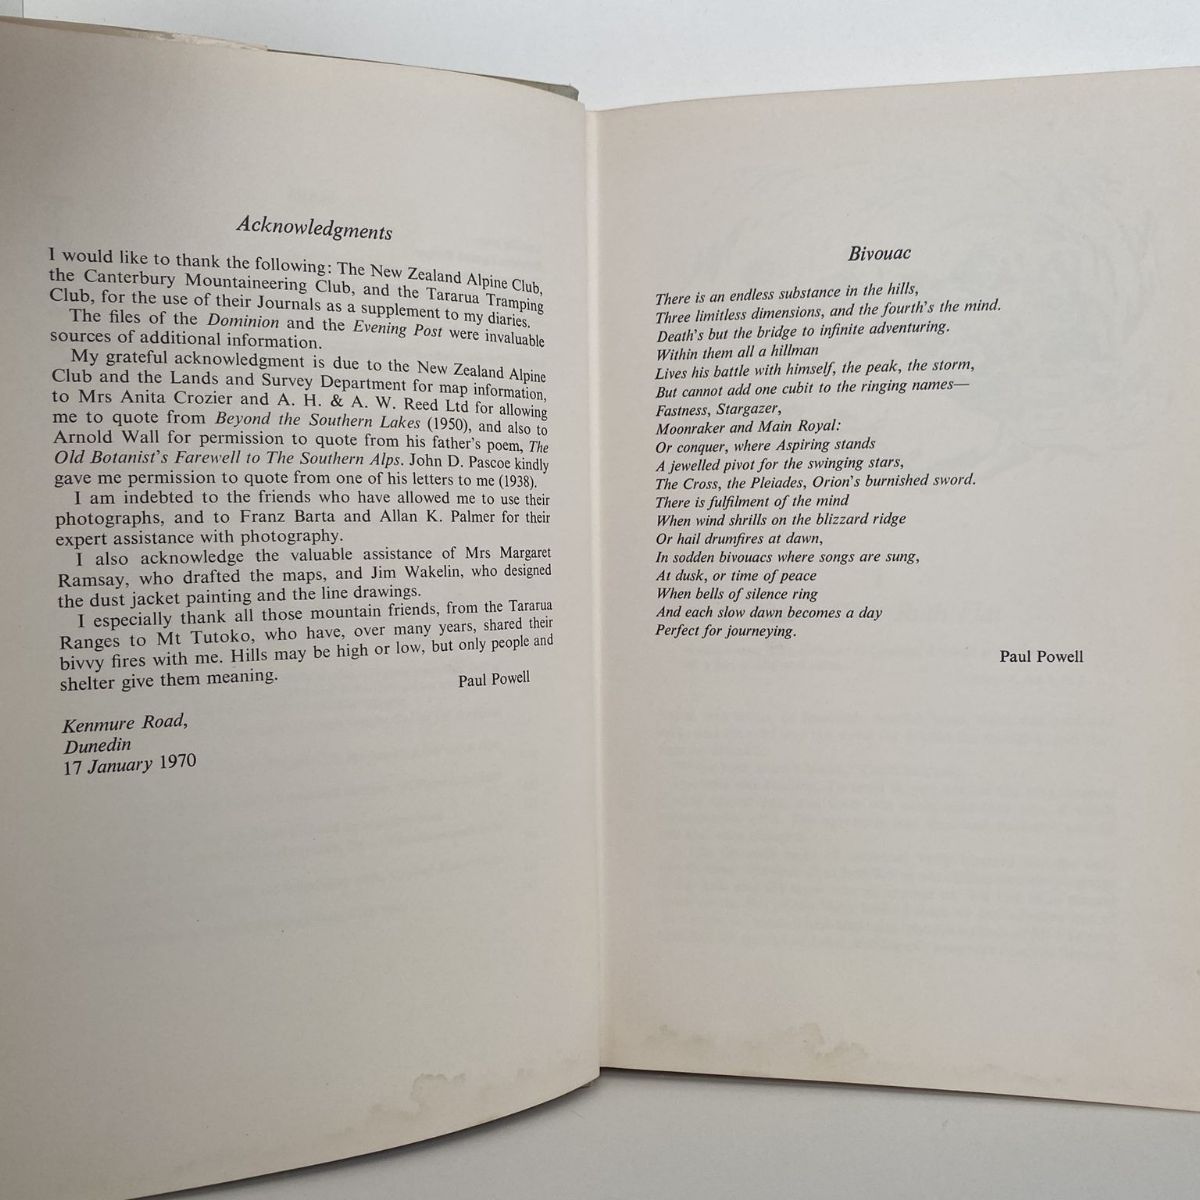 Acknowledgments
I would like to thank the following: The New Zealand Alpine Club,
the Canterbury Mountaineering Club, and the Tararua Tramping
Club, for the use of their Journals as a supplement to my diaries.
The files of the Dominion and the Evening Post were invaluable
sources of additional information.
My grateful acknowledgment is due to the New Zealand Alpine
Club and the Lands and Survey Department for map information,
to Mrs Anita Crozier and A. H. & A. W. Reed Ltd for allowing
me to quote from Beyond the Southern Lakes (1950), and also to
Arnold Wall for permission to quote from his father's poem, The
Old Botanist's Farewell to The Southern Alps. John D. Pascoe kindly
gave me permission to quote from one of his letters to me (1938).
I am indebted to the friends who have allowed me to use their
photographs, and to Franz Barta and Allan K. Palmer for their
expert assistance with photography.
I also acknowledge the valuable assistance of Mrs Margaret
Ramsay, who drafted the maps, and Jim Wakelin, who designed
the dust jacket painting and the line drawings.
I especially thank all those mountain friends, from the Tararua
Ranges to Mt Tutoko, who have, over many years, shared their
bivvy fires with me. Hills may be high or low, but only people and
shelter give them meaning.
Paul Powell
Kenmure Road,
Dunedin
17 January 1970
Bivouac
There is an endless substance in the hills,
Three limitless dimensions, and the fourth's the mind.
Death's but the bridge to infinite adventuring.
Within them all a hillman
Lives his battle with himself, the peak, the storm,
But cannot add one cubit to the ringing names—
Fastness, Stargazer,
Moonraker and Main Royal:
Or conquer, where Aspiring stands
A jewelled pivot for the swinging stars,
The Cross, the Pleiades, Orion's burnished sword.
There is fulfilment of the mind
When wind shrills on the blizzard ridge
Or hail drumfires at dawn,
In sodden bivouacs where songs are sung,
At dusk, or time of peace
When bells of silence ring
And each slow dawn becomes a day
Perfect for journeying.
Paul Powell